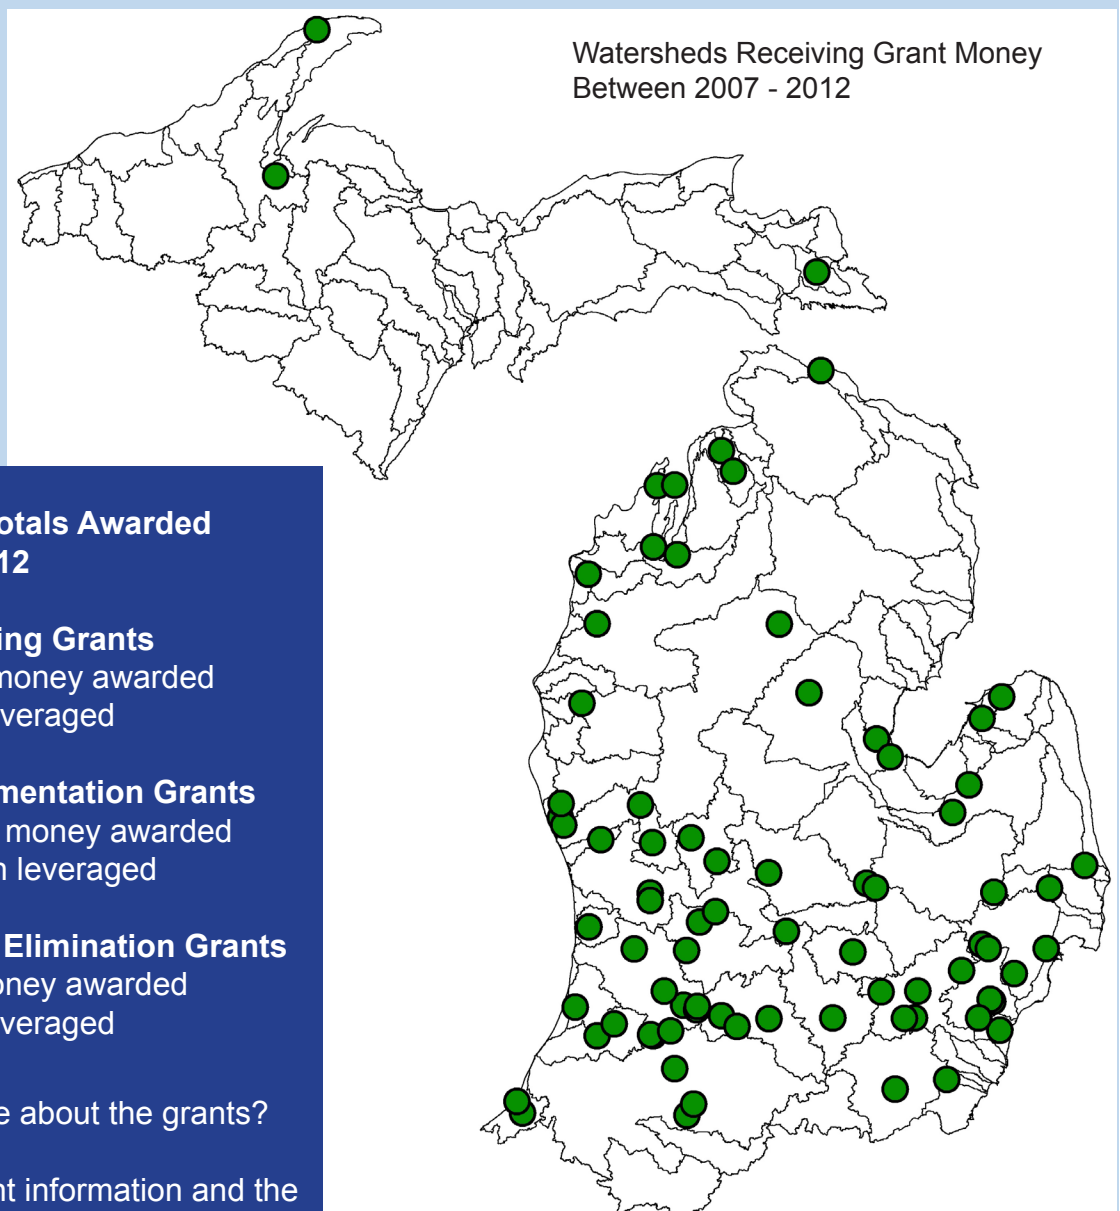 Watersheds Receiving Grant Money
Between 2007 - 2012
otals Awarded
12
ing Grants
money awarded
veraged
mentation Grants
money awarded
leveraged
Elimination Grants
oney awarded
veraged
e about the grants?
nt information and the